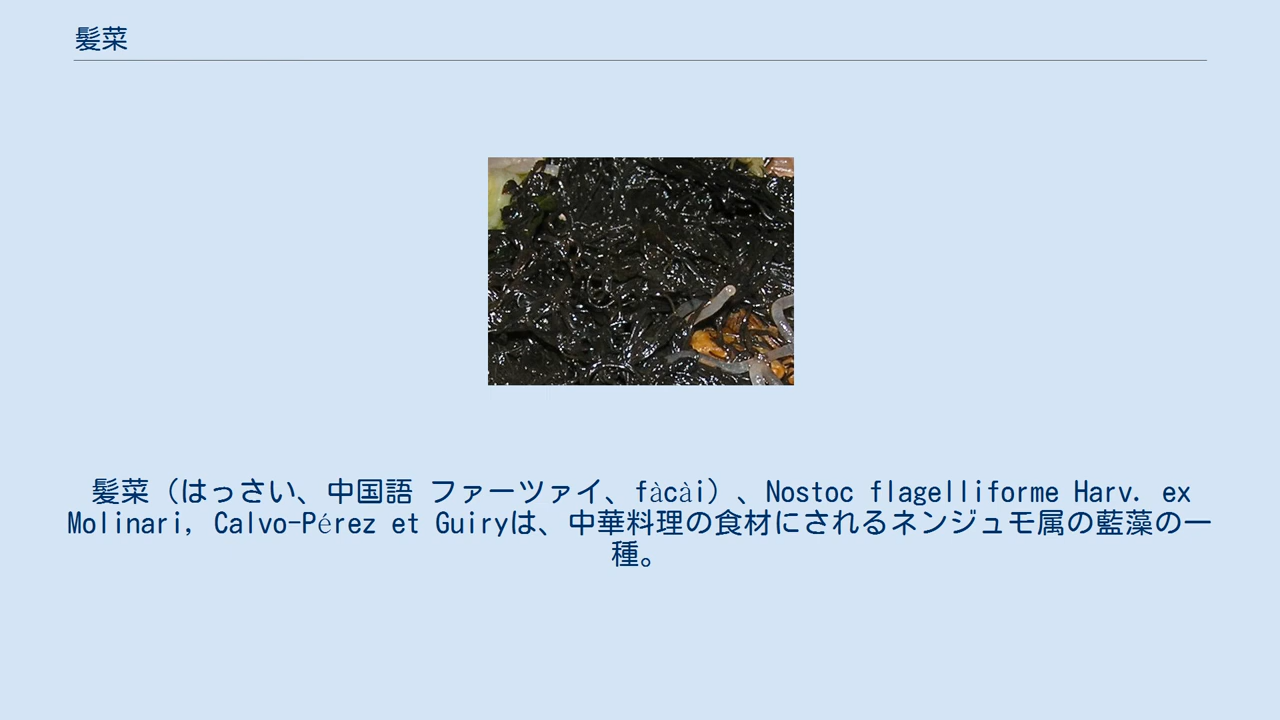 髪菜
髪菜（はっさい、中国語 ファーツァイ、fàcài）、Nostoc flagelliforme Harv. ex
Molinari, Calvo-Pérez et Guiryは、中華料理の食材にされるネンジュモ属の藍藻の一
種。